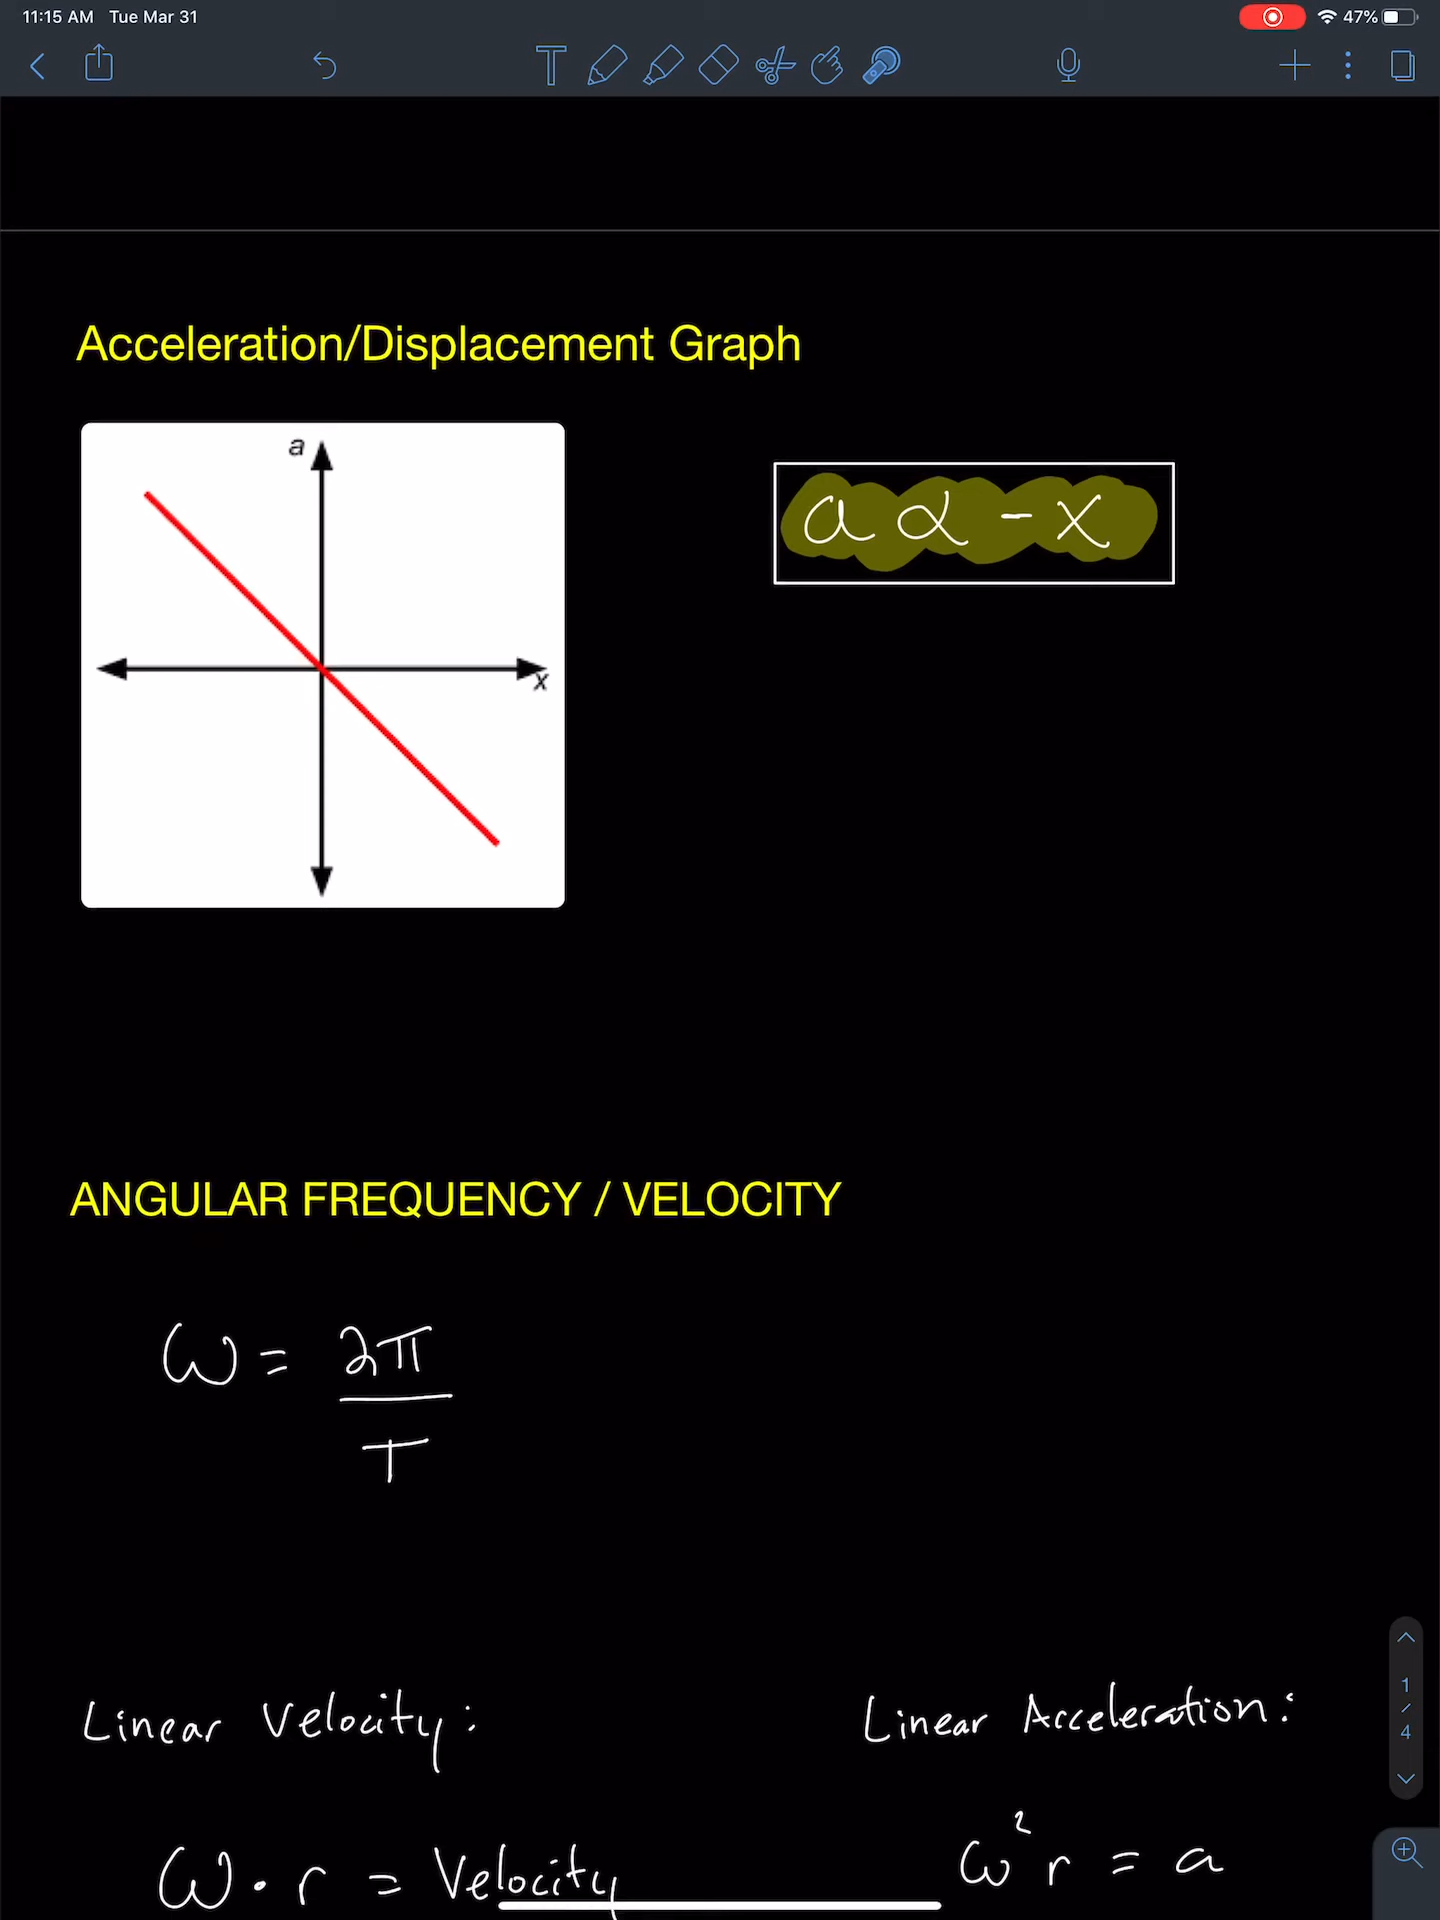 11:15 AM Tue Mar 31
47%
T
Acceleration/Displacement Graph
a
x
a α - x
ANGULAR FREQUENCY / VELOCITY
ω = 2π
T
Linear Velocity:
Linear Acceleration:
1
/
4
ω · r = Velocity
ω² r = a